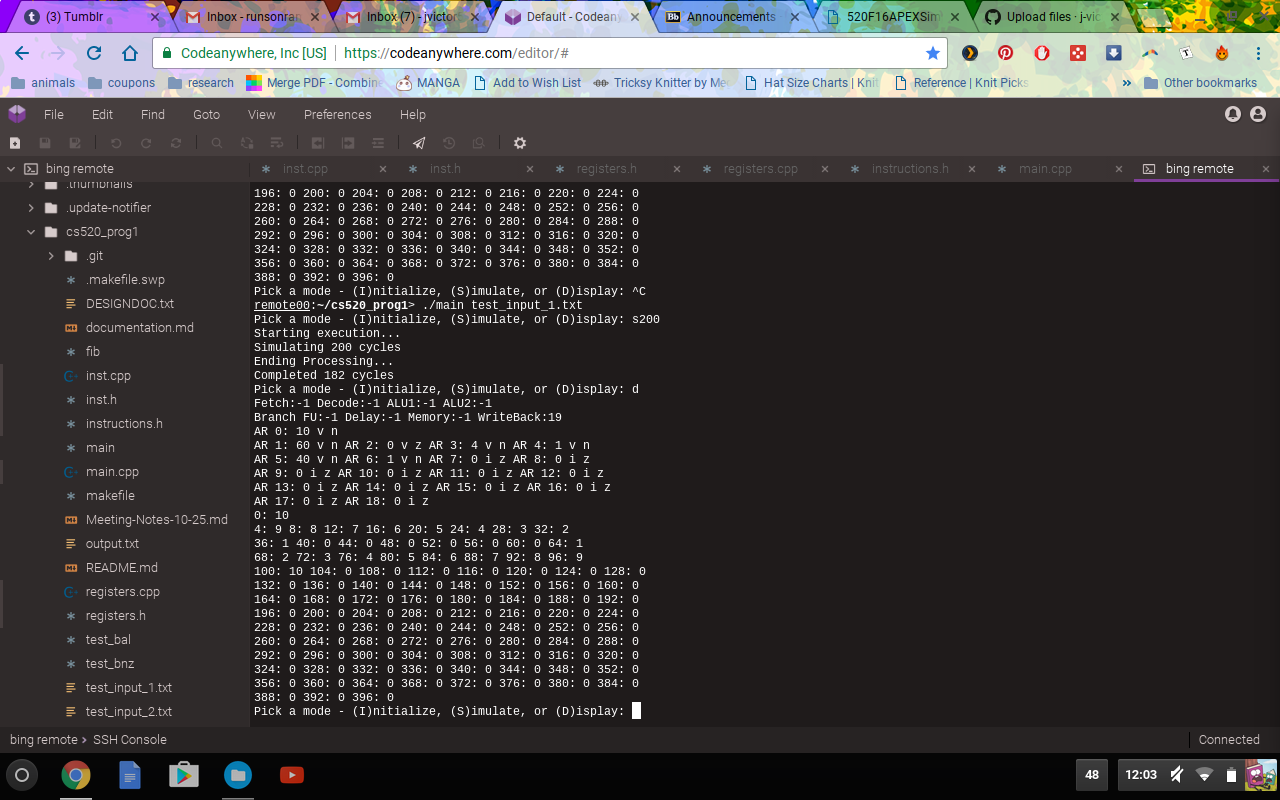 (3) Tumblr
Inbox - runsonran
Inbox (7) - jvictor
Default - Codeany
Bb Announcements
520F16APEXSim
Upload files · j-vic
Codeanywhere, Inc [US] https://codeanywhere.com/editor/#
animals coupons research Merge PDF - Combin MANGA Add to Wish List Tricksy Knitter by Me Hat Size Charts | Knit Reference | Knit Picks » Other bookmarks
File Edit Find Goto View Preferences Help
bing remote
inst.cpp inst.h registers.h registers.cpp instructions.h main.cpp bing remote
.thumbnails
.update-notifier
cs520_prog1
.git
.makefile.swp
DESIGNDOC.txt
documentation.md
fib
inst.cpp
inst.h
instructions.h
main
main.cpp
makefile
Meeting-Notes-10-25.md
output.txt
README.md
registers.cpp
registers.h
test_bal
test_bnz
test_input_1.txt
test_input_2.txt
196: 0 200: 0 204: 0 208: 0 212: 0 216: 0 220: 0 224: 0
228: 0 232: 0 236: 0 240: 0 244: 0 248: 0 252: 0 256: 0
260: 0 264: 0 268: 0 272: 0 276: 0 280: 0 284: 0 288: 0
292: 0 296: 0 300: 0 304: 0 308: 0 312: 0 316: 0 320: 0
324: 0 328: 0 332: 0 336: 0 340: 0 344: 0 348: 0 352: 0
356: 0 360: 0 364: 0 368: 0 372: 0 376: 0 380: 0 384: 0
388: 0 392: 0 396: 0
Pick a mode - (I)nitialize, (S)imulate, or (D)isplay: ^C
remote00:~/cs520_prog1> ./main test_input_1.txt
Pick a mode - (I)nitialize, (S)imulate, or (D)isplay: s200
Starting execution...
Simulating 200 cycles
Ending Processing...
Completed 182 cycles
Pick a mode - (I)nitialize, (S)imulate, or (D)isplay: d
Fetch:-1 Decode:-1 ALU1:-1 ALU2:-1
Branch FU:-1 Delay:-1 Memory:-1 WriteBack:19
AR 0: 10 v n
AR 1: 60 v n AR 2: 0 v z AR 3: 4 v n AR 4: 1 v n
AR 5: 40 v n AR 6: 1 v n AR 7: 0 i z AR 8: 0 i z
AR 9: 0 i z AR 10: 0 i z AR 11: 0 i z AR 12: 0 i z
AR 13: 0 i z AR 14: 0 i z AR 15: 0 i z AR 16: 0 i z
AR 17: 0 i z AR 18: 0 i z
0: 10
4: 9 8: 8 12: 7 16: 6 20: 5 24: 4 28: 3 32: 2
36: 1 40: 0 44: 0 48: 0 52: 0 56: 0 60: 0 64: 1
68: 2 72: 3 76: 4 80: 5 84: 6 88: 7 92: 8 96: 9
100: 10 104: 0 108: 0 112: 0 116: 0 120: 0 124: 0 128: 0
132: 0 136: 0 140: 0 144: 0 148: 0 152: 0 156: 0 160: 0
164: 0 168: 0 172: 0 176: 0 180: 0 184: 0 188: 0 192: 0
196: 0 200: 0 204: 0 208: 0 212: 0 216: 0 220: 0 224: 0
228: 0 232: 0 236: 0 240: 0 244: 0 248: 0 252: 0 256: 0
260: 0 264: 0 268: 0 272: 0 276: 0 280: 0 284: 0 288: 0
292: 0 296: 0 300: 0 304: 0 308: 0 312: 0 316: 0 320: 0
324: 0 328: 0 332: 0 336: 0 340: 0 344: 0 348: 0 352: 0
356: 0 360: 0 364: 0 368: 0 372: 0 376: 0 380: 0 384: 0
388: 0 392: 0 396: 0
Pick a mode - (I)nitialize, (S)imulate, or (D)isplay:
bing remote › SSH Console
Connected
48 12:03